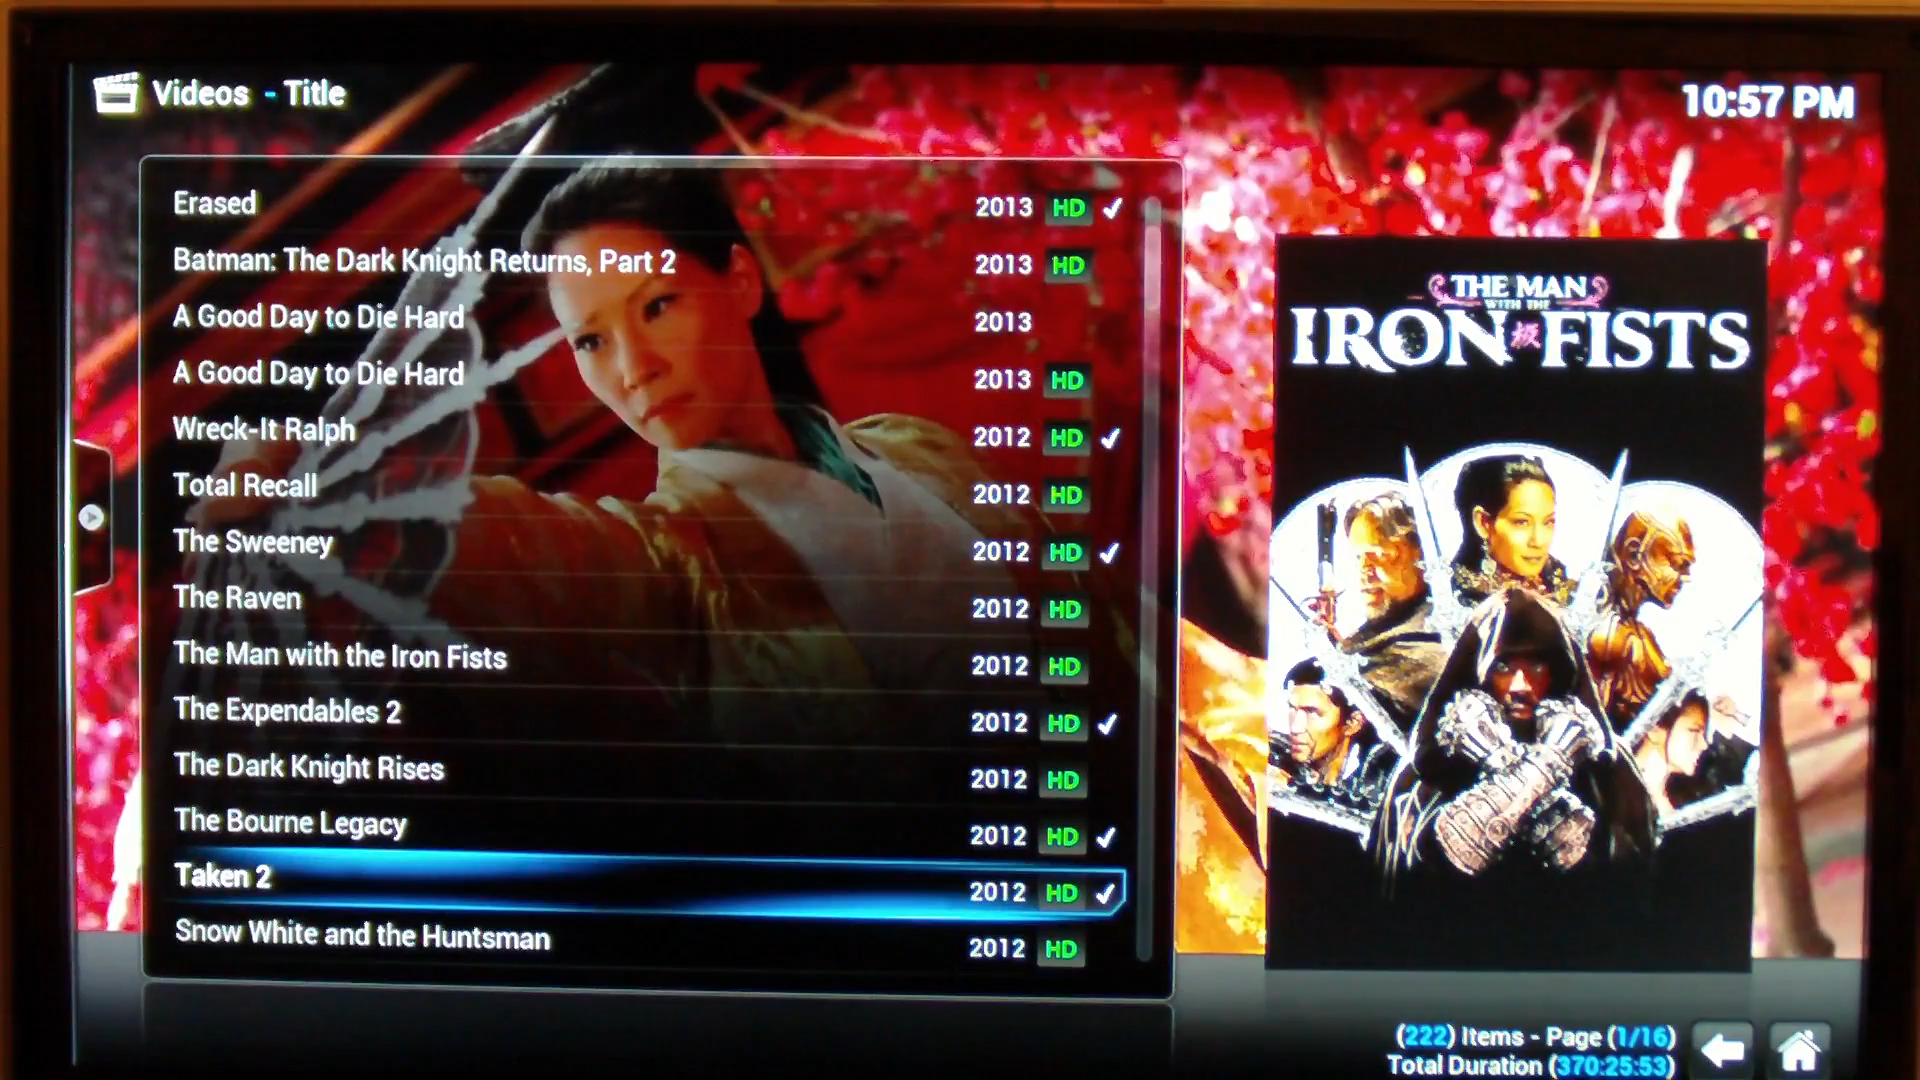 Videos - Title
10:57 PM
Erased 2013 HD
Batman: The Dark Knight Returns, Part 2 2013 HD
A Good Day to Die Hard 2013
A Good Day to Die Hard 2013 HD
Wreck-It Ralph 2012 HD
Total Recall 2012 HD
The Sweeney 2012 HD
The Raven 2012 HD
The Man with the Iron Fists 2012 HD
The Expendables 2 2012 HD
The Dark Knight Rises 2012 HD
The Bourne Legacy 2012 HD
Taken 2 2012 HD
Snow White and the Huntsman 2012 HD
THE MAN
WITH THE
IRON FISTS
(222) Items - Page (1/16)
Total Duration (370:25:53)